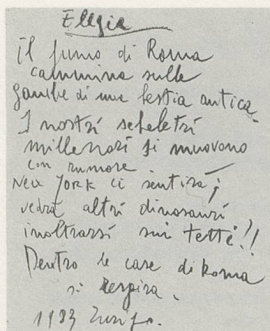 Elegia
il fumo di Roma
cammina sulle
gambe di una bestia antica.
I nostri scheletri
millenari si muovono
con rumore.
New York ci sentirà;
vedrà altri dinosauri
inoltrarsi sui tetti!!
Dentro le case di Roma
si respira.
1983